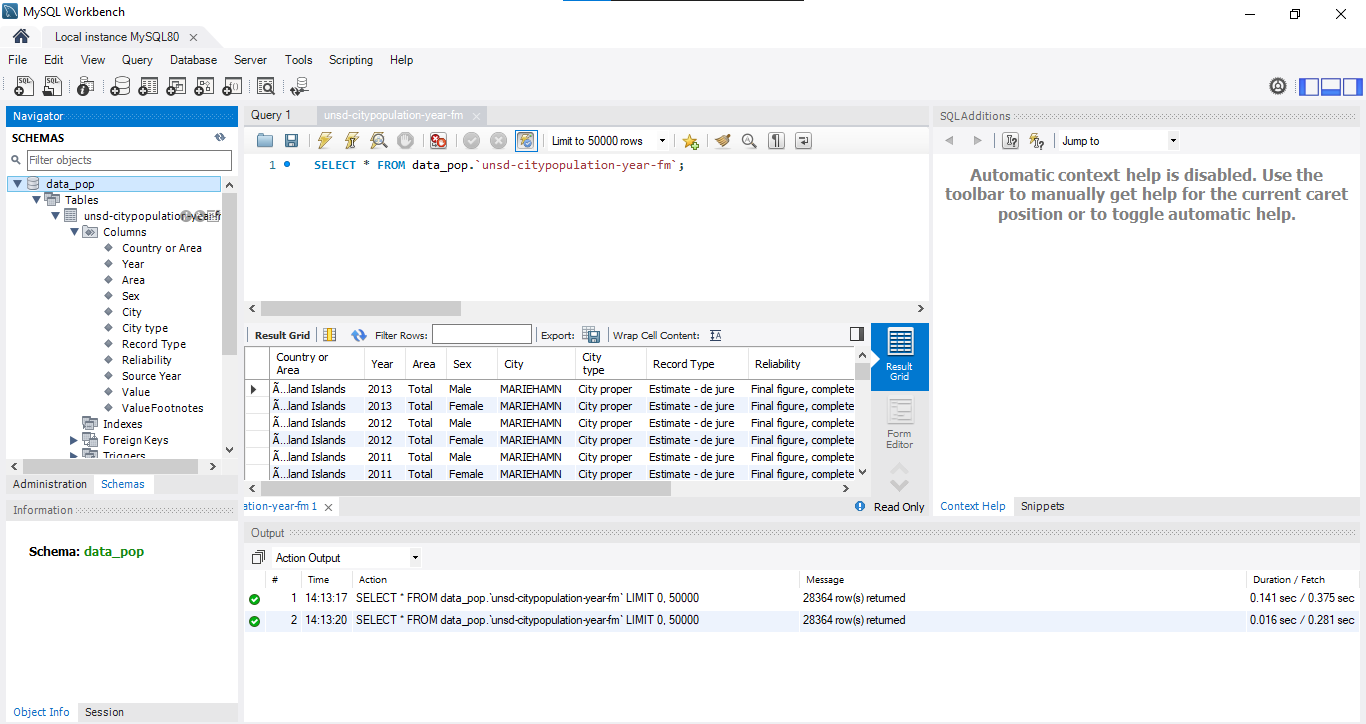 MySQL Workbench
Local instance MySQL80
File Edit View Query Database Server Tools Scripting Help
Navigator
SCHEMAS
Filter objects
data_pop
Tables
unsd-citypopulation-year-fm
Columns
Country or Area
Year
Area
Sex
City
City type
Record Type
Reliability
Source Year
Value
ValueFootnotes
Indexes
Foreign Keys
Triggers
Administration Schemas
Information
Schema: data_pop
Object Info Session
Query 1 unsd-citypopulation-year-fm
Limit to 50000 rows
1 SELECT * FROM data_pop.`unsd-citypopulation-year-fm`;
Result Grid Filter Rows: Export: Wrap Cell Content:
Country or Area Year Area Sex City City type Record Type Reliability
Ã…land Islands 2013 Total Male MARIEHAMN City proper Estimate - de jure Final figure, complete
Ã…land Islands 2013 Total Female MARIEHAMN City proper Estimate - de jure Final figure, complete
Ã…land Islands 2012 Total Male MARIEHAMN City proper Estimate - de jure Final figure, complete
Ã…land Islands 2012 Total Female MARIEHAMN City proper Estimate - de jure Final figure, complete
Ã…land Islands 2011 Total Male MARIEHAMN City proper Estimate - de jure Final figure, complete
Ã…land Islands 2011 Total Female MARIEHAMN City proper Estimate - de jure Final figure, complete
Result
Grid
Form
Editor
ation-year-fm 1
Read Only
SQLAdditions
Jump to
Automatic context help is disabled. Use the
toolbar to manually get help for the current caret
position or to toggle automatic help.
Context Help Snippets
Output
Action Output
# Time Action Message Duration / Fetch
1 14:13:17 SELECT * FROM data_pop.`unsd-citypopulation-year-fm` LIMIT 0, 50000 28364 row(s) returned 0.141 sec / 0.375 sec
2 14:13:20 SELECT * FROM data_pop.`unsd-citypopulation-year-fm` LIMIT 0, 50000 28364 row(s) returned 0.016 sec / 0.281 sec